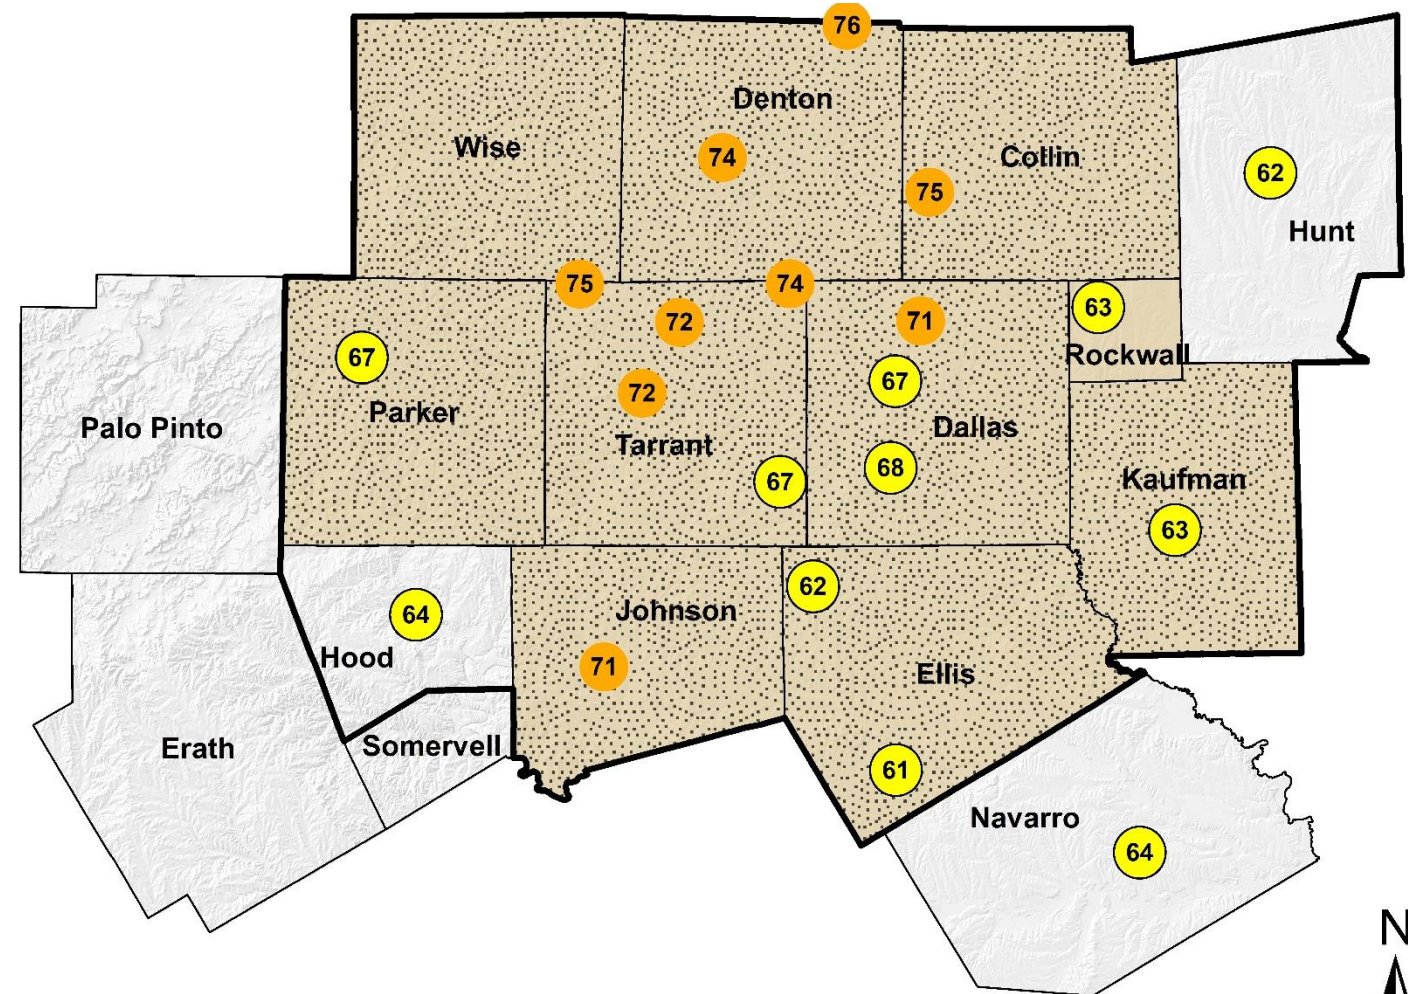 76
Denton
Wise
74
Collin
75
62
Hunt
75
74
72
71
63
Rockwall
67
67
72
Parker
Palo Pinto
Tarrant
Dallas
68
67
Kaufman
63
62
64
Johnson
Hood
71
Ellis
Somervell
Erath
61
Navarro
64
N